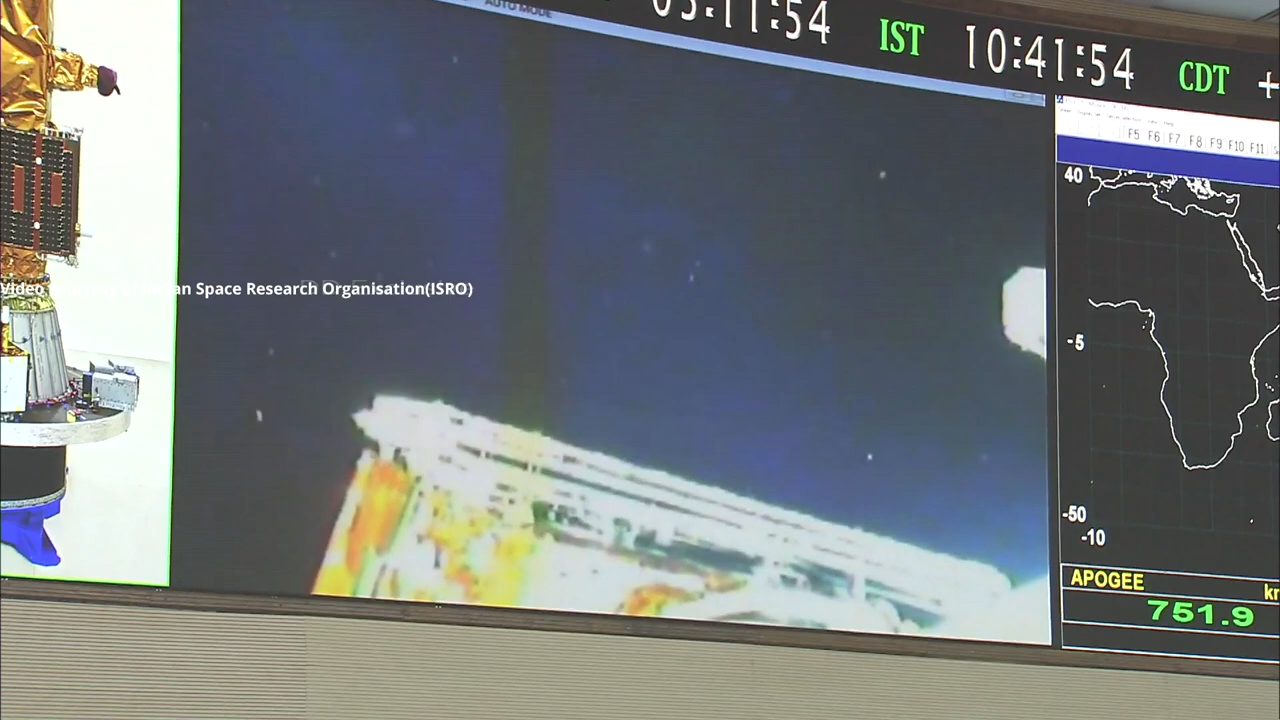 AUTO MODE
IST 10:41:54 CDT +
F5 F6 F7 F8 F9 F10 F11
40
Video
an Space Research Organisation(ISRO)
-5
-50
-10
APOGEE
751.9